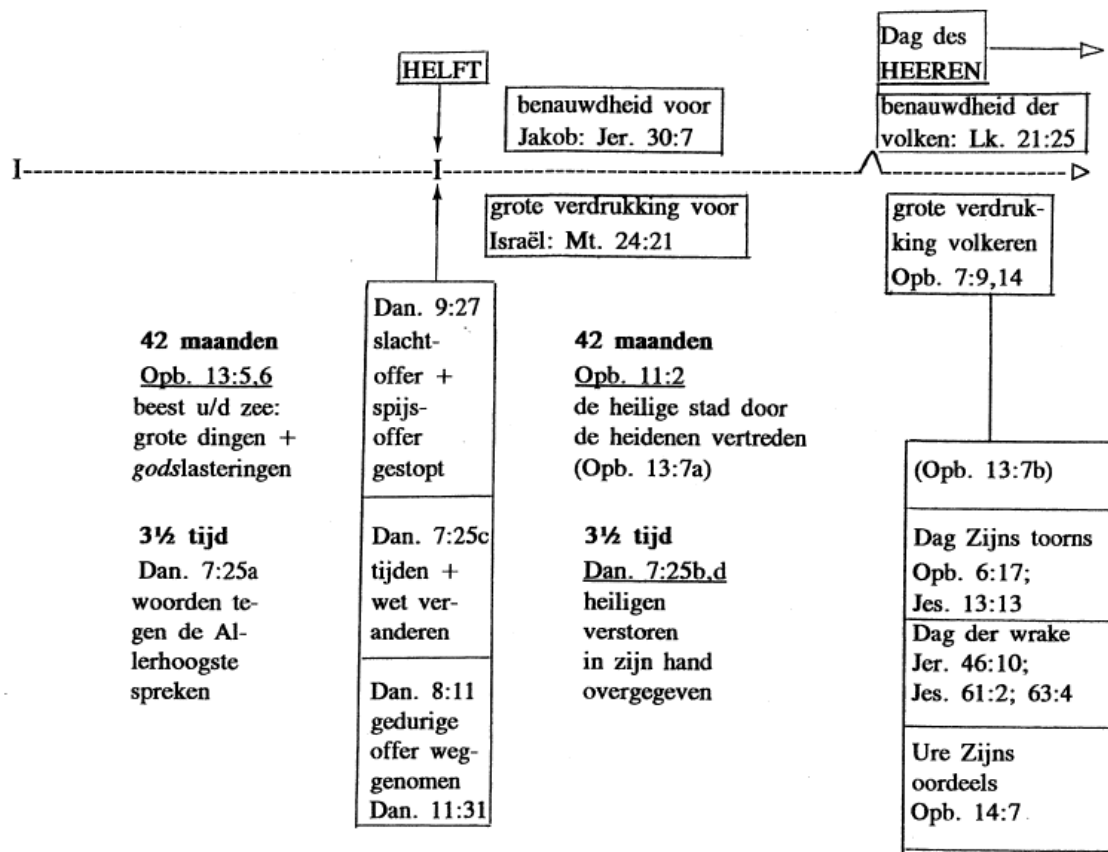 HELFT
Dag des
HEEREN
benauwdheid voor
Jakob: Jer. 30:7
benauwdheid der
volken: Lk. 21:25
I I
grote verdrukking voor
Israël: Mt. 24:21
grote verdruk-
king volkeren
Opb. 7:9,14
42 maanden
Opb. 13:5,6
beest u/d zee:
grote dingen +
godslasteringen
3½ tijd
Dan. 7:25a
woorden te-
gen de Al-
lerhoogste
spreken
Dan. 9:27
slacht-
offer +
spijs-
offer
gestopt
Dan. 7:25c
tijden +
wet ver-
anderen
Dan. 8:11
gedurige
offer weg-
genomen
Dan. 11:31
42 maanden
Opb. 11:2
de heilige stad door
de heidenen vertreden
(Opb. 13:7a)
3½ tijd
Dan. 7:25b,d
heiligen
verstoren
in zijn hand
overgegeven
(Opb. 13:7b)
Dag Zijns toorns
Opb. 6:17;
Jes. 13:13
Dag der wrake
Jer. 46:10;
Jes. 61:2; 63:4
Ure Zijns
oordeels
Opb. 14:7